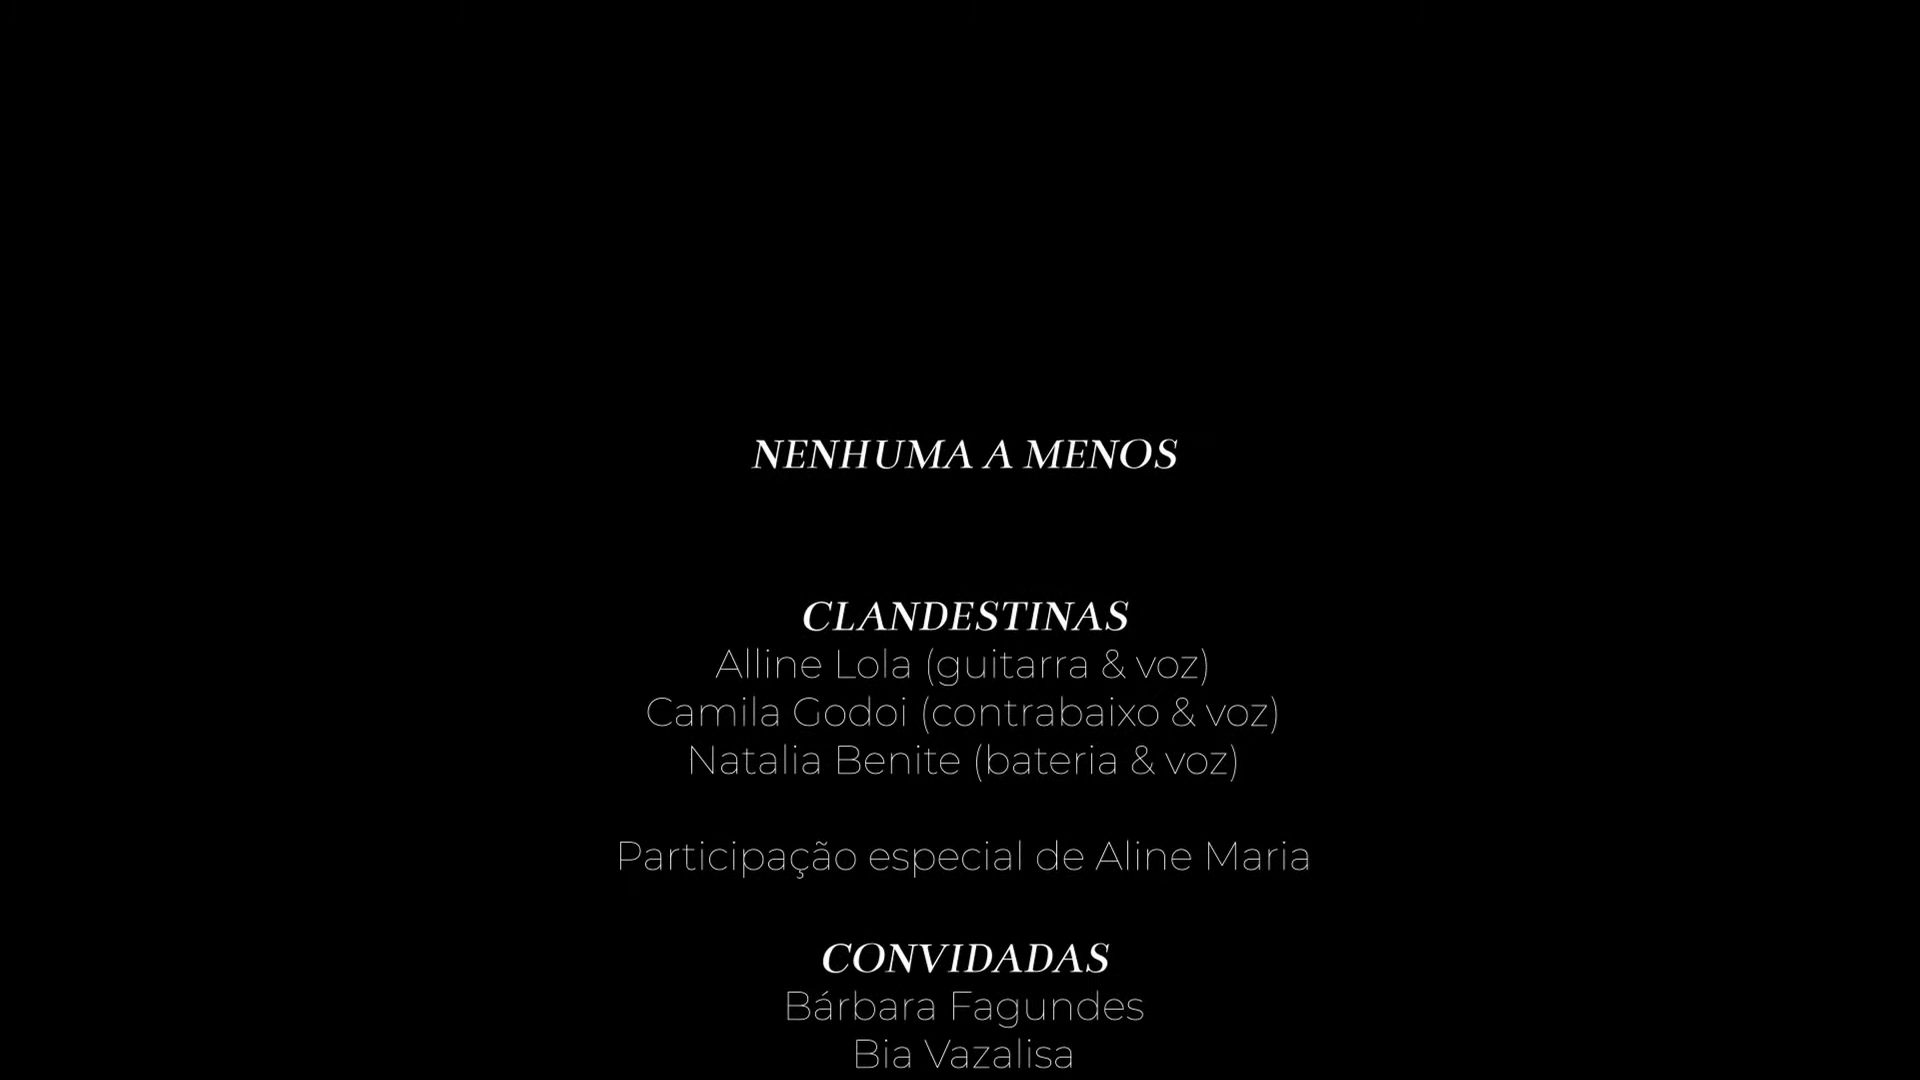 NENHUMA A MENOS
CLANDESTINAS
Alline Lola (guitarra & voz)
Camila Godoi (contrabaixo & voz)
Natalia Benite (bateria & voz)
Participação especial de Aline Maria
CONVIDADAS
Bárbara Fagundes
Bia Vazalisa